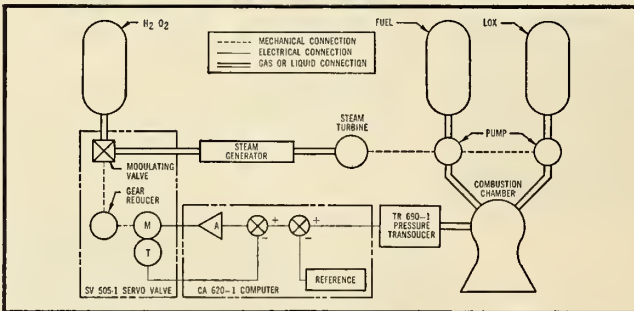 H2 O2
FUEL
LOX
MECHANICAL CONNECTION
ELECTRICAL CONNECTION
GAS OR LIQUID CONNECTION
STEAM
TURBINE
STEAM
GENERATOR
PUMP
MODULATING
VALVE
COMBUSTION
CHAMBER
GEAR
REDUCER
TR 690-1
PRESSURE
TRANSDUCER
M
A
+
-
+
-
T
REFERENCE
SV 505-1 SERVO VALVE
CA 620-1 COMPUTER